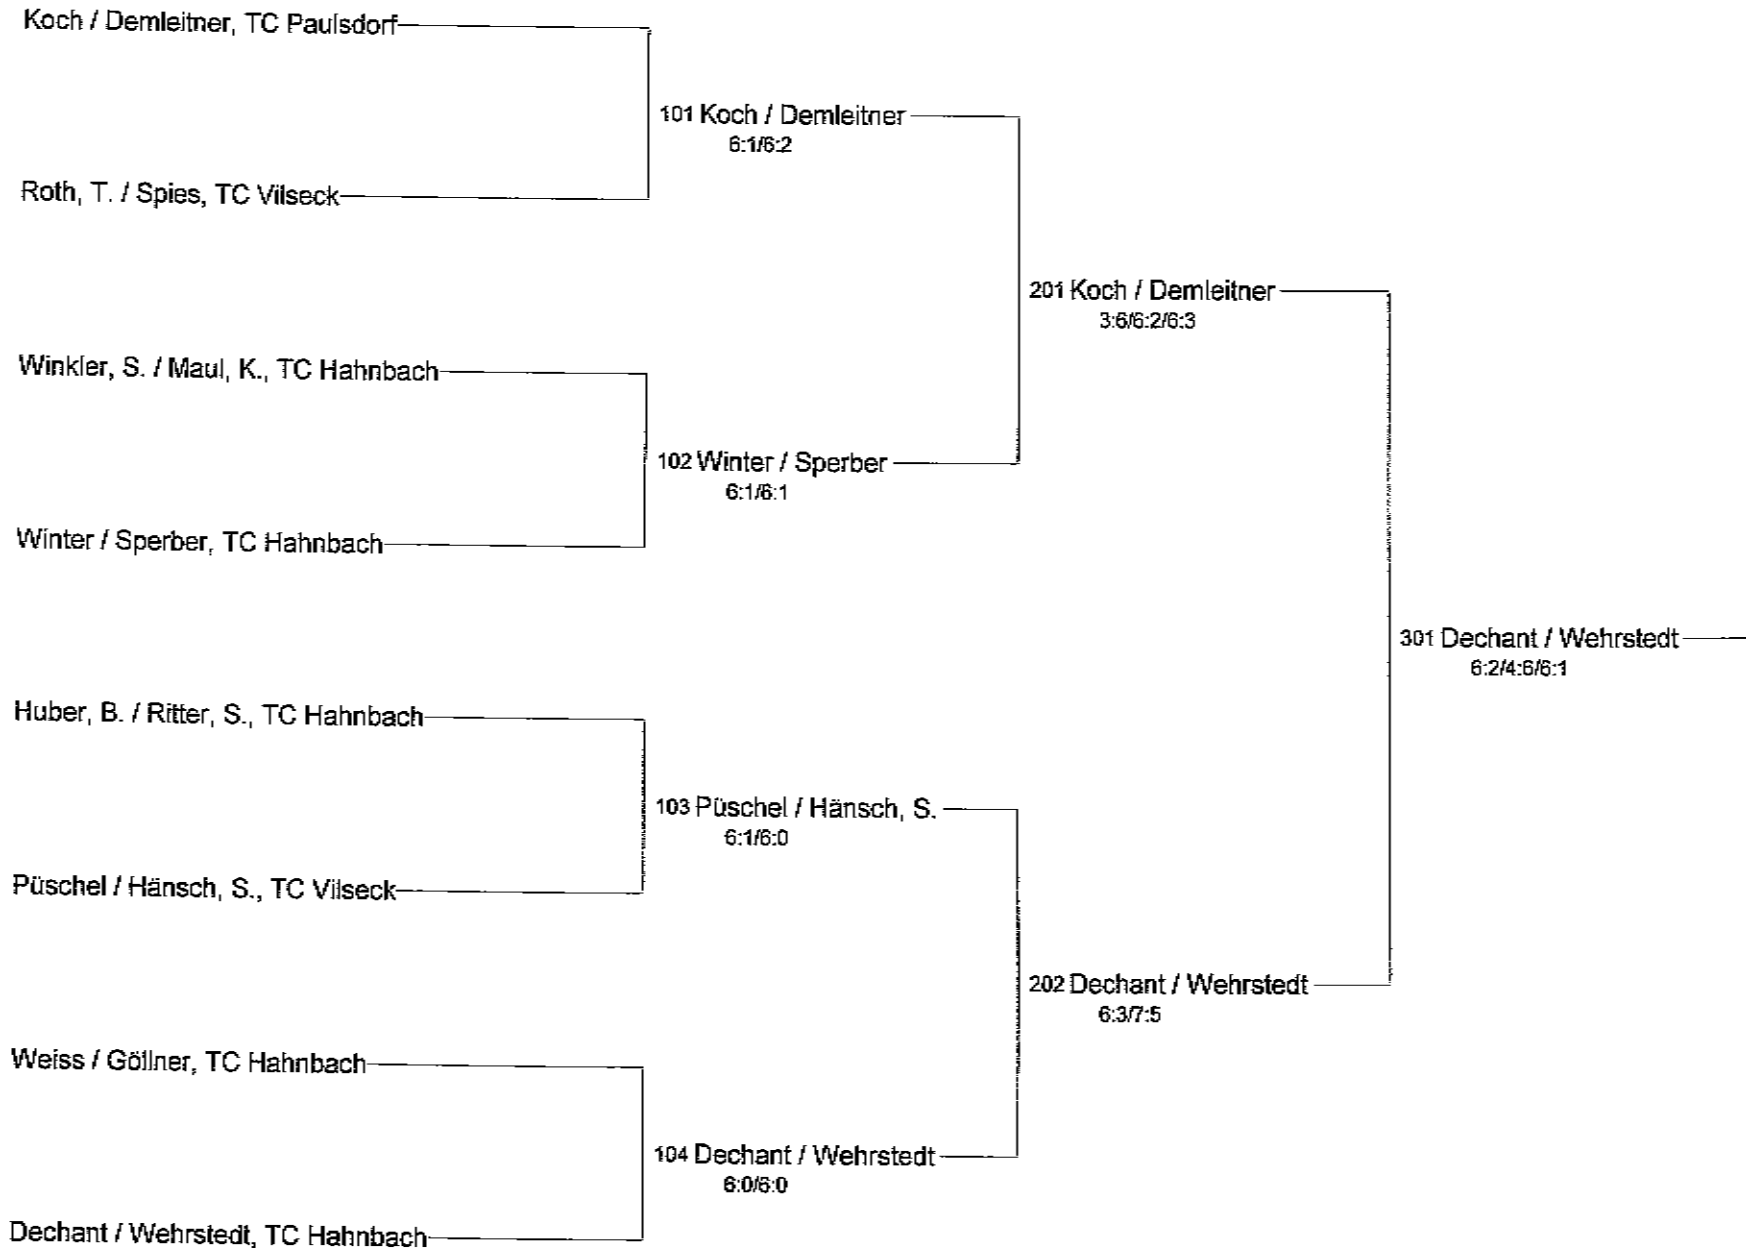 Koch / Demleitner, TC Paulsdorf
101 Koch / Demleitner
6:1/6:2
Roth, T. / Spies, TC Vilseck
201 Koch / Demleitner
3:6/6:2/6:3
Winkler, S. / Maul, K., TC Hahnbach
102 Winter / Sperber
6:1/6:1
Winter / Sperber, TC Hahnbach
301 Dechant / Wehrstedt
6:2/4:6/6:1
Huber, B. / Ritter, S., TC Hahnbach
103 Püschel / Hänsch, S.
6:1/6:0
Püschel / Hänsch, S., TC Vilseck
202 Dechant / Wehrstedt
6:3/7:5
Weiss / Göllner, TC Hahnbach
104 Dechant / Wehrstedt
6:0/6:0
Dechant / Wehrstedt, TC Hahnbach